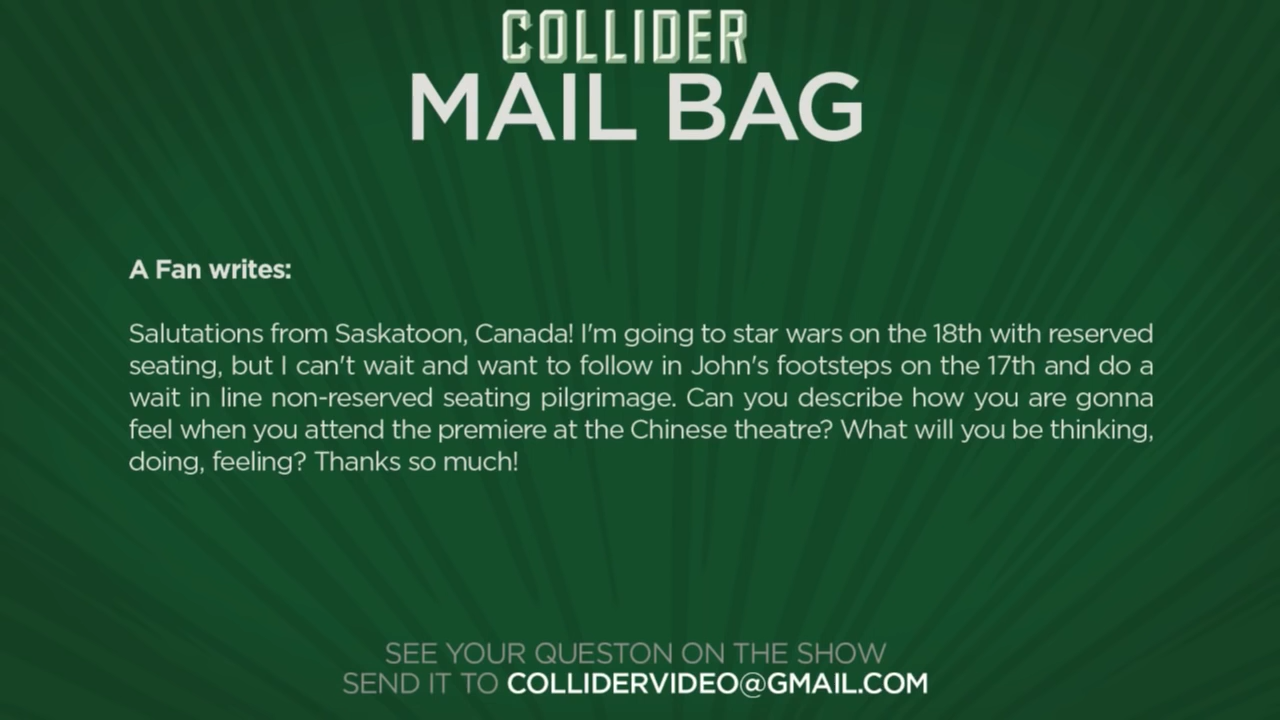 COLLIDER
MAIL BAG
A Fan writes:
Salutations from Saskatoon, Canada! I'm going to star wars on the 18th with reserved
seating, but I can't wait and want to follow in John's footsteps on the 17th and do a
wait in line non-reserved seating pilgrimage. Can you describe how you are gonna
feel when you attend the premiere at the Chinese theatre? What will you be thinking,
doing, feeling? Thanks so much!
SEE YOUR QUESTON ON THE SHOW
SEND IT TO COLLIDERVIDEO@GMAIL.COM